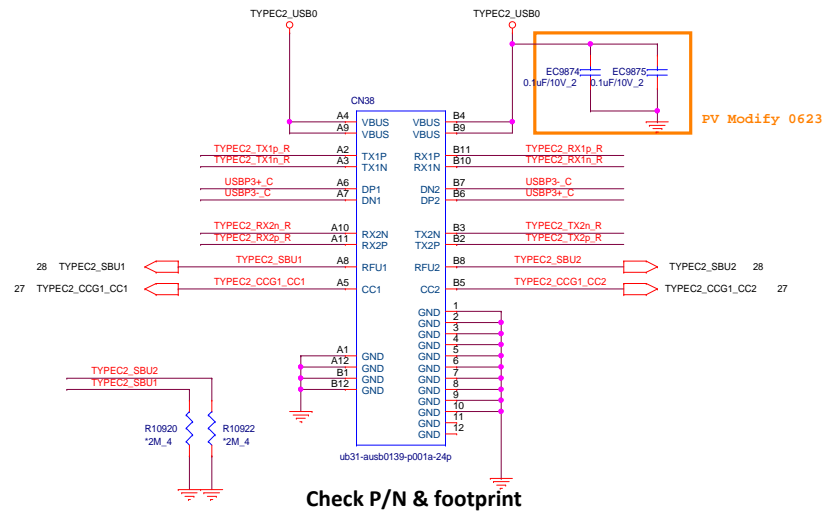 TYPEC2_USB0 TYPEC2_USB0
EC9874 EC9875
0.1uF/10V_2 0.1uF/10V_2
PV Modify 0623
CN38
A4 VBUS VBUS B4
A9 VBUS VBUS B9
TYPEC2_TX1p_R A2 TX1P RX1P B11 TYPEC2_RX1p_R
TYPEC2_TX1n_R A3 TX1N RX1N B10 TYPEC2_RX1n_R
USBP3+_C A6 DP1 DN2 B7 USBP3-_C
USBP3-_C A7 DN1 DP2 B6 USBP3+_C
TYPEC2_RX2n_R A10 RX2N TX2N B3 TYPEC2_TX2n_R
TYPEC2_RX2p_R A11 RX2P TX2P B2 TYPEC2_TX2p_R
28 TYPEC2_SBU1 TYPEC2_SBU1 A8 RFU1 RFU2 B8 TYPEC2_SBU2 TYPEC2_SBU2 28
27 TYPEC2_CCG1_CC1 TYPEC2_CCG1_CC1 A5 CC1 CC2 B5 TYPEC2_CCG1_CC2 TYPEC2_CCG1_CC2 27
GND 1
GND 2
GND 3
GND 4
A1 GND GND 5
A12 GND GND 6
B1 GND GND 7
B12 GND GND 8
GND 9
GND 10
GND 11
GND 12
TYPEC2_SBU2
TYPEC2_SBU1
R10920 R10922
*2M_4 *2M_4
ub31-ausb0139-p001a-24p
Check P/N & footprint